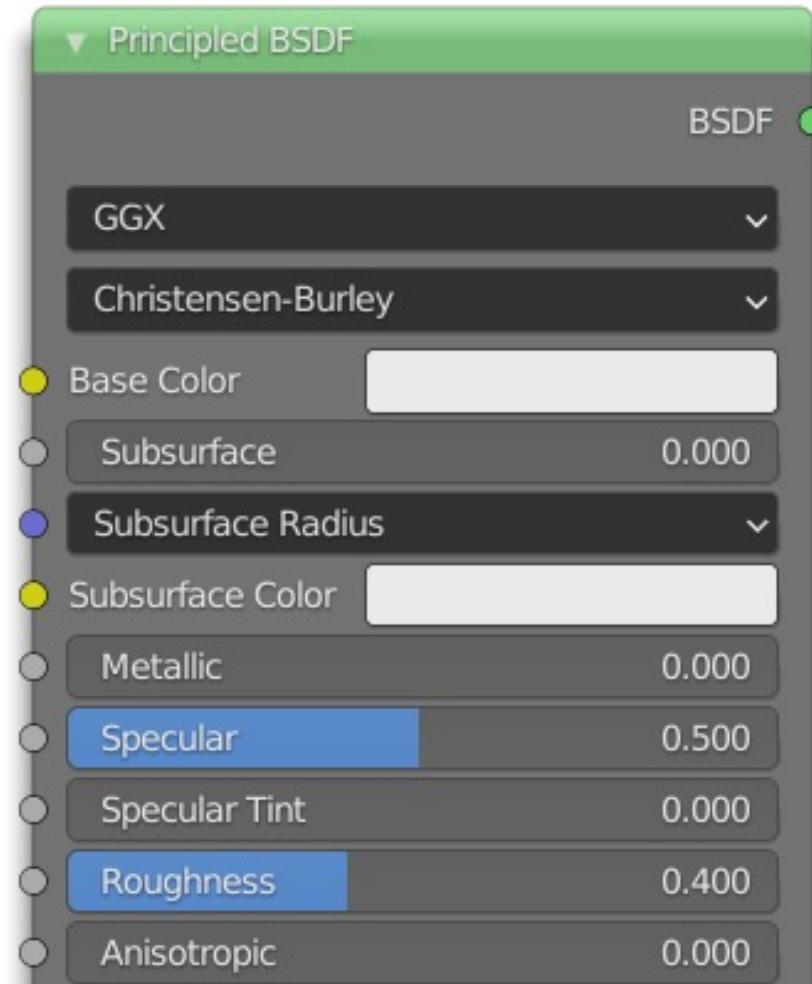 Principled BSDF
BSDF
GGX
Christensen-Burley
Base Color
Subsurface 0.000
Subsurface Radius
Subsurface Color
Metallic 0.000
Specular 0.500
Specular Tint 0.000
Roughness 0.400
Anisotropic 0.000